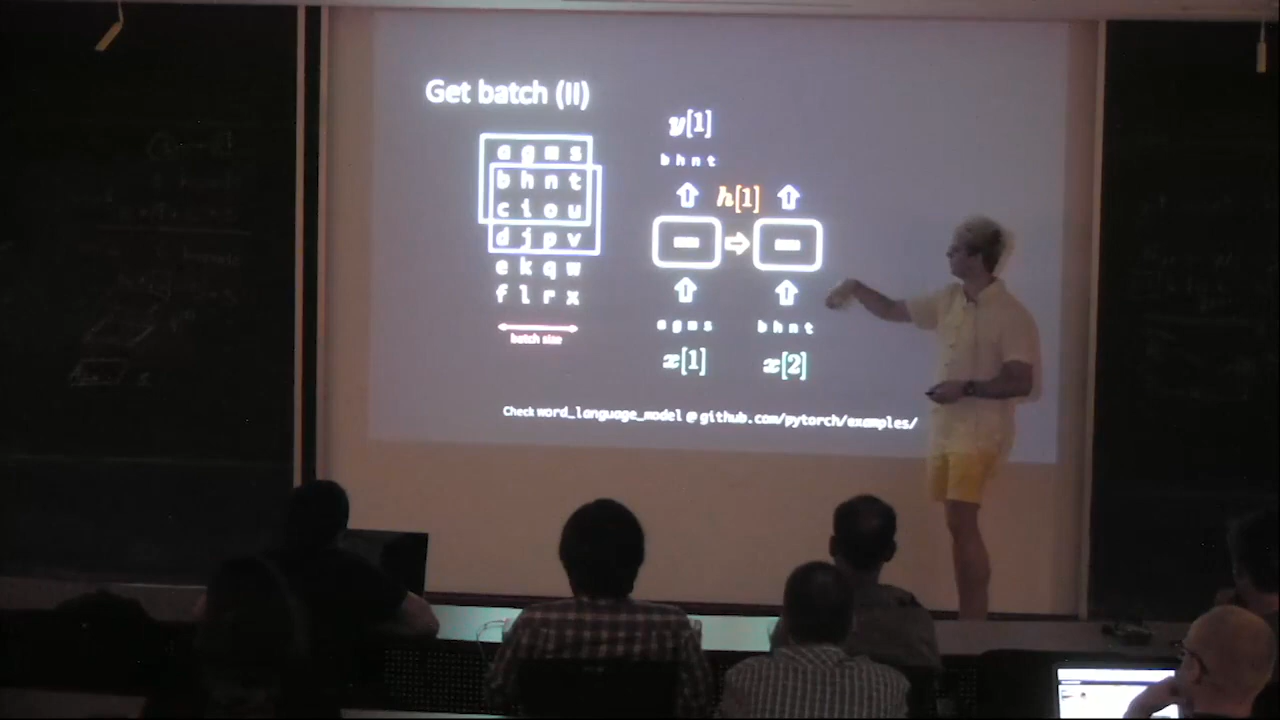 Get batch (II)
a g m s
b h n t
c i o u
d j p v
e k q w
f l r x
batch size
y[1]
b h n t
h[1]
a g m s
b h n t
x[1]
x[2]
Check word_language_model @ github.com/pytorch/examples/